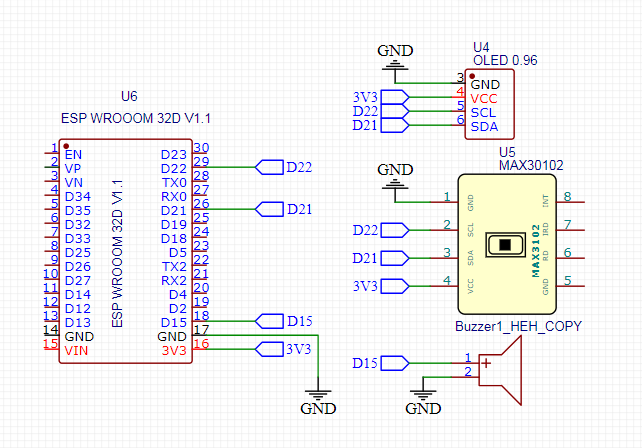 U6
ESP WROOOM 32D V1.1
1 EN D23 30
2 VP D22 29 D22
3 VN TX0 28
4 D34 RX0 27
5 D35 D21 26 D21
6 D32 D19 25
7 D33 D18 24
8 D25 D5 23
9 D26 TX2 22
10 D27 RX2 21
11 D14 D4 20
12 D12 D2 19
13 D13 D15 18 D15
14 GND GND 17
15 VIN 3V3 16 3V3
ESP WROOOM 32D V1.1
GND
GND
U4
OLED 0.96
3 GND
3V3 4 VCC
D22 5 SCL
D21 6 SDA
U5
MAX30102
GND
1 GND INT 8
D22 2 SCL IRD 7
D21 3 SDA RD 6
3V3 4 VCC GND 5
MAX3102
Buzzer1_HEH_COPY
D15 1 +
2
GND